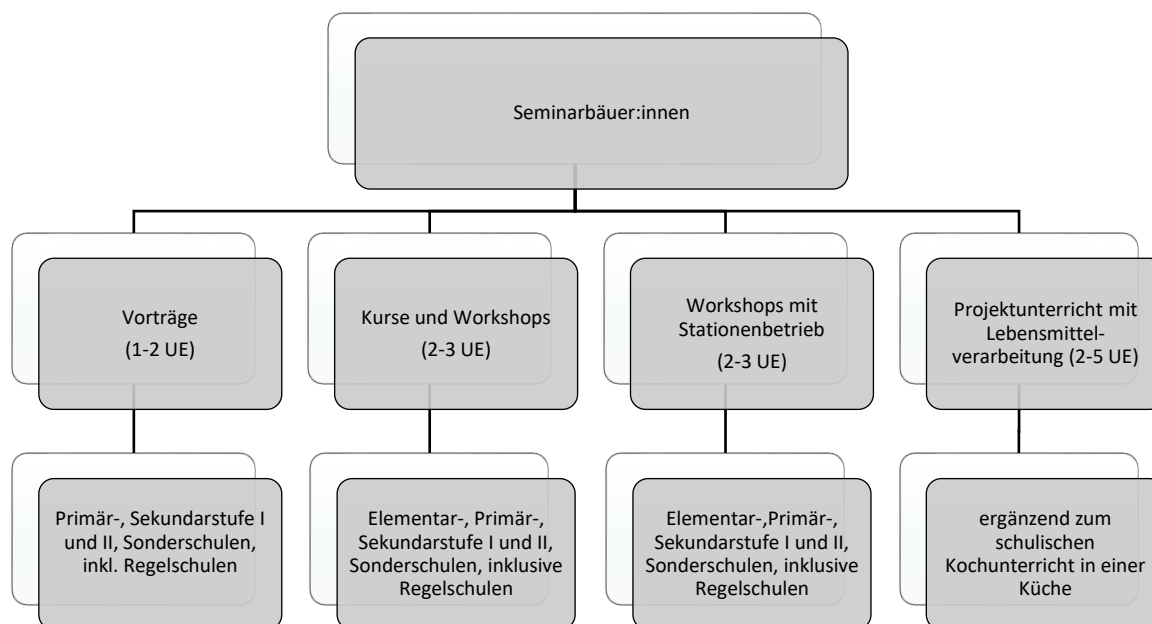 Seminarbäuer:innen
Vorträge
(1-2 UE)
Kurse und Workshops
(2-3 UE)
Workshops mit
Stationenbetrieb
(2-3 UE)
Projektunterricht mit
Lebensmittel-
verarbeitung (2-5 UE)
Primär-, Sekundarstufe I
und II, Sonderschulen,
inkl. Regelschulen
Elementar-, Primär-,
Sekundarstufe I und II,
Sonderschulen, inklusive
Regelschulen
Elementar-,Primär-,
Sekundarstufe I und II,
Sonderschulen, inklusive
Regelschulen
ergänzend zum
schulischen
Kochunterricht in einer
Küche